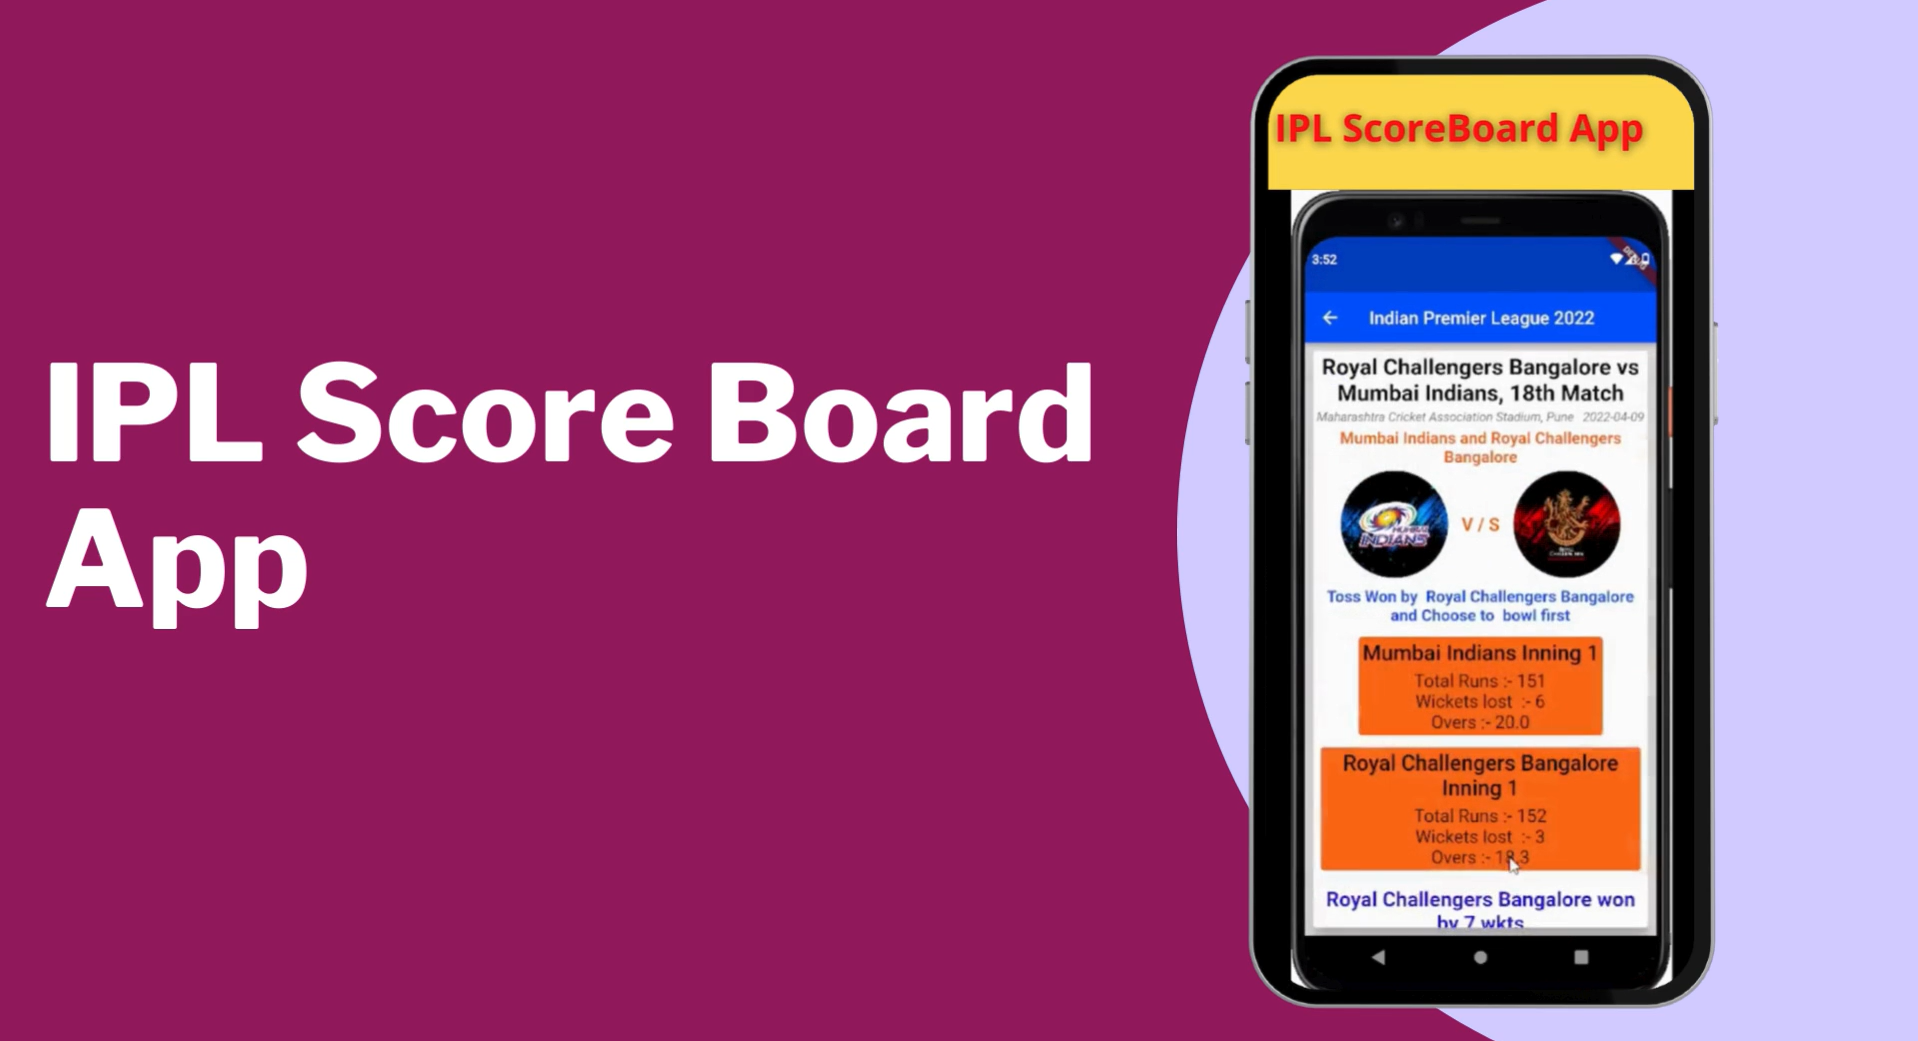 IPL Score Board
App
IPL ScoreBoard App
3:52
Indian Premier League 2022
Royal Challengers Bangalore vs
Mumbai Indians, 18th Match
Maharashtra Cricket Association Stadium, Pune 2022-04-09
Mumbai Indians and Royal Challengers
Bangalore
MUMBAI
INDIANS
V / S
Toss Won by Royal Challengers Bangalore
and Choose to bowl first
Mumbai Indians Inning 1
Total Runs :- 151
Wickets lost :- 6
Overs :- 20.0
Royal Challengers Bangalore
Inning 1
Total Runs :- 152
Wickets lost :- 3
Overs :- 18.3
Royal Challengers Bangalore won
by 7 wkts